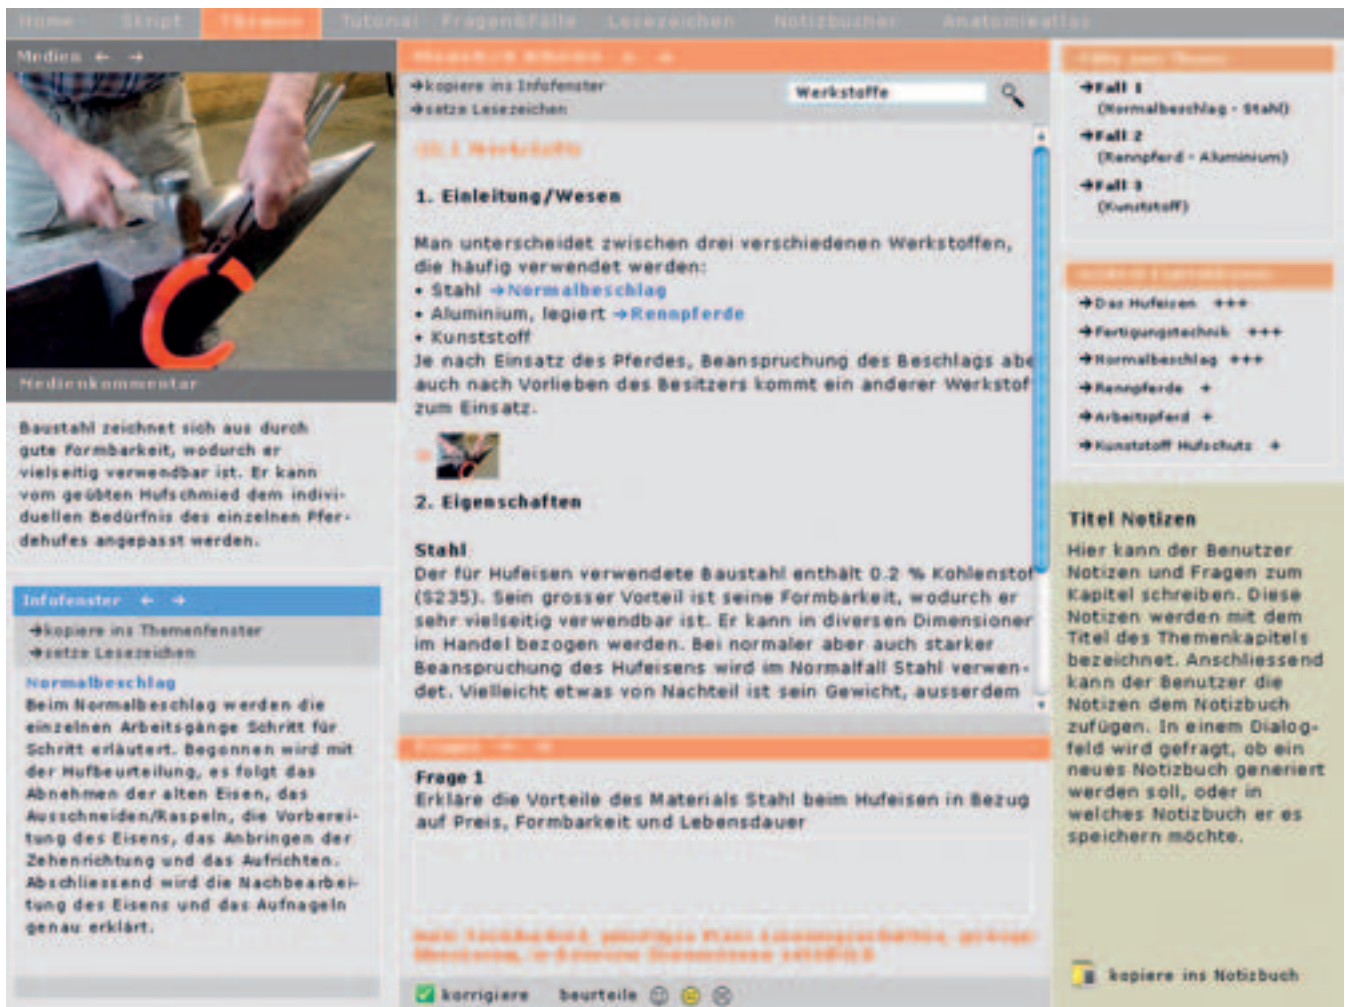 Home Skript Themen Tutorial Fragen&Fälle Lesezeichen Notizbücher Anatomieatlas
Medien ← →
Medienkommentar
Baustahl zeichnet sich aus durch
gute Formbarkeit, wodurch er
vielseitig verwendbar ist. Er kann
vom geübten Hufschmied dem indivi-
duellen Bedürfnis des einzelnen Pfer-
dehufes angepasst werden.
Infofenster ← →
→kopiere ins Themenfenster
→setze Lesezeichen
Normalbeschlag
Beim Normalbeschlag werden die
einzelnen Arbeitsgänge Schritt für
Schritt erläutert. Begonnen wird mit
der Hufbeurteilung, es folgt das
Abnehmen der alten Eisen, das
Ausschneiden/Raspeln, die Vorberei-
tung des Eisens, das Anbringen der
Zehenrichtung und das Aufrichten.
Abschliessend wird die Nachbearbei-
tung des Eisens und das Aufnageln
genau erklärt.
→kopiere ins Infofenster
→setze Lesezeichen
Werkstoffe
Werkstoffe
1. Einleitung/Wesen
Man unterscheidet zwischen drei verschiedenen Werkstoffen,
die häufig verwendet werden:
• Stahl →Normalbeschlag
• Aluminium, legiert →Rennpferde
• Kunststoff
Je nach Einsatz des Pferdes, Beanspruchung des Beschlags abe
auch nach Vorlieben des Besitzers kommt ein anderer Werkstof
zum Einsatz.
2. Eigenschaften
Stahl
Der für Hufeisen verwendete Baustahl enthält 0.2 % Kohlenstof
(S235). Sein grosser Vorteil ist seine Formbarkeit, wodurch er
sehr vielseitig verwendbar ist. Er kann in diversen Dimensioner
im Handel bezogen werden. Bei normaler aber auch starker
Beanspruchung des Hufeisens wird im Normalfall Stahl verwen-
det. Vielleicht etwas von Nachteil ist sein Gewicht, ausserdem
Fragen ← →
Frage 1
Erkläre die Vorteile des Materials Stahl beim Hufeisen in Bezug
auf Preis, Formbarkeit und Lebensdauer
korrigiere beurteile
→Fall 1
(Normalbeschlag - Stahl)
→Fall 2
(Rennpferd - Aluminium)
→Fall 3
(Kunststoff)
→Das Hufeisen +++
→Fertigungstechnik +++
→Normalbeschlag +++
→Rennpferde +
→Arbeitspferd +
→Kunststoff Hufschutz +
Titel Notizen
Hier kann der Benutzer
Notizen und Fragen zum
Kapitel schreiben. Diese
Notizen werden mit dem
Titel des Themenkapitels
bezeichnet. Anschliessend
kann der Benutzer die
Notizen dem Notizbuch
zufügen. In einem Dialog-
feld wird gefragt, ob ein
neues Notizbuch generiert
werden soll, oder in
welches Notizbuch er es
speichern möchte.
kopiere ins Notizbuch